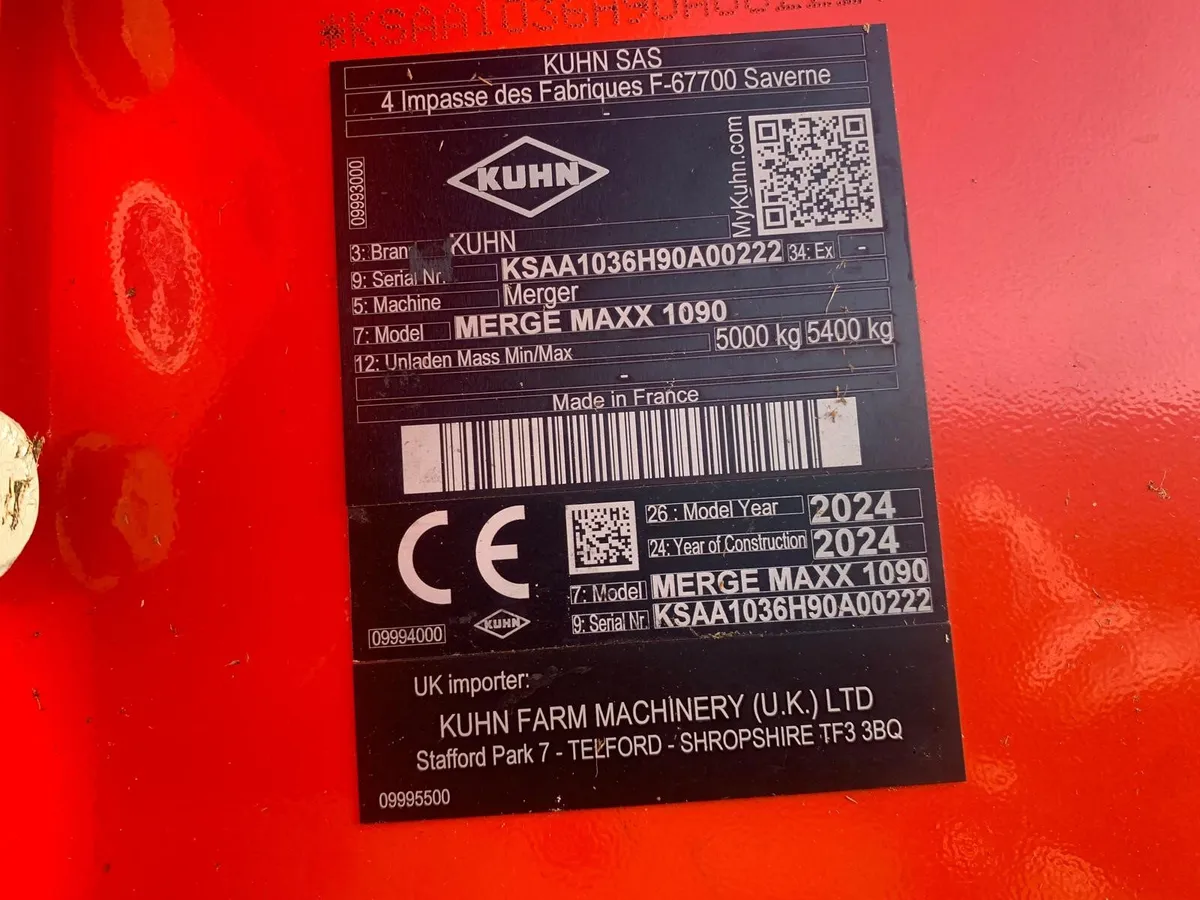 *KSAA1036H90A00222
KUHN SAS
4 Impasse des Fabriques F-67700 Saverne
-
KUHN
MyKuhn.com
09993000
3: Bran KUHN
9: Serial Nr. KSAA1036H90A00222 34: Ex -
5: Machine Merger
7: Model MERGE MAXX 1090
12: Unladen Mass Min/Max 5000 kg 5400 kg
-
Made in France
CE
26 : Model Year 2024
24: Year of Construction 2024
7: Model MERGE MAXX 1090
9: Serial Nr. KSAA1036H90A00222
09994000
KUHN
UK importer:
KUHN FARM MACHINERY (U.K.) LTD
Stafford Park 7 - TELFORD - SHROPSHIRE TF3 3BQ
09995500